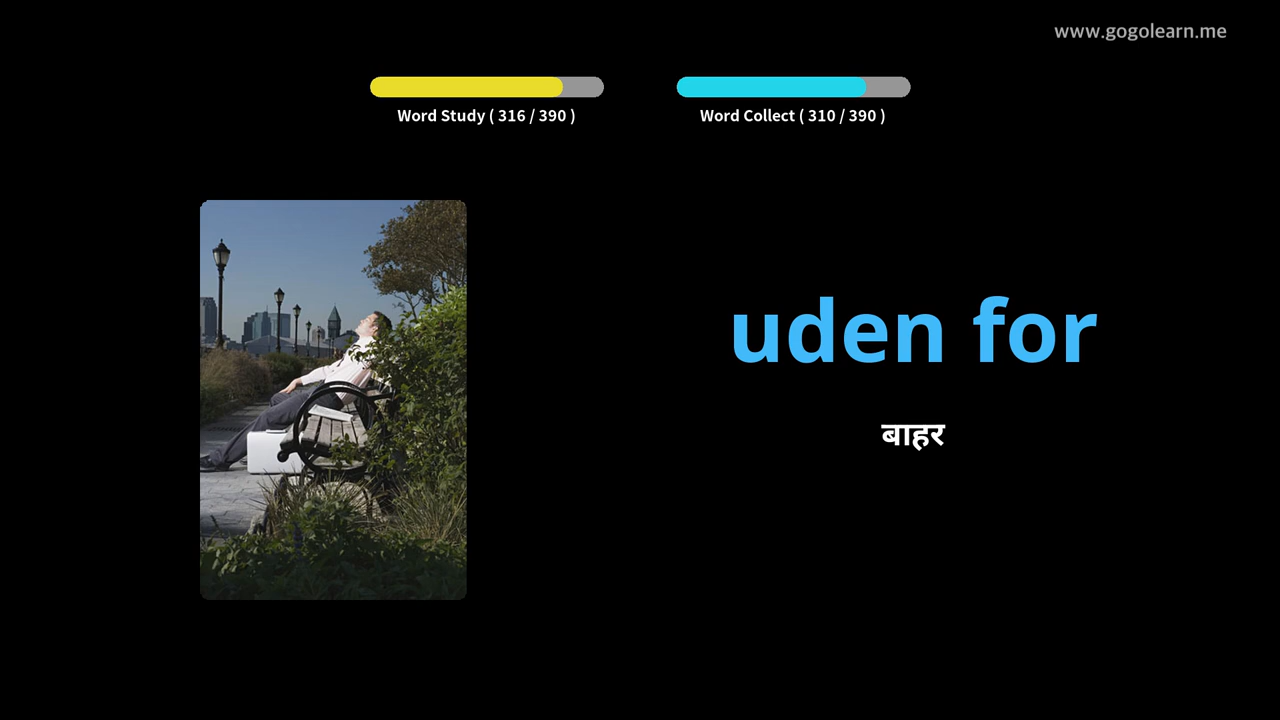 www.gogolearn.me
Word Study ( 316 / 390 )
Word Collect ( 310 / 390 )
uden for
बाहर